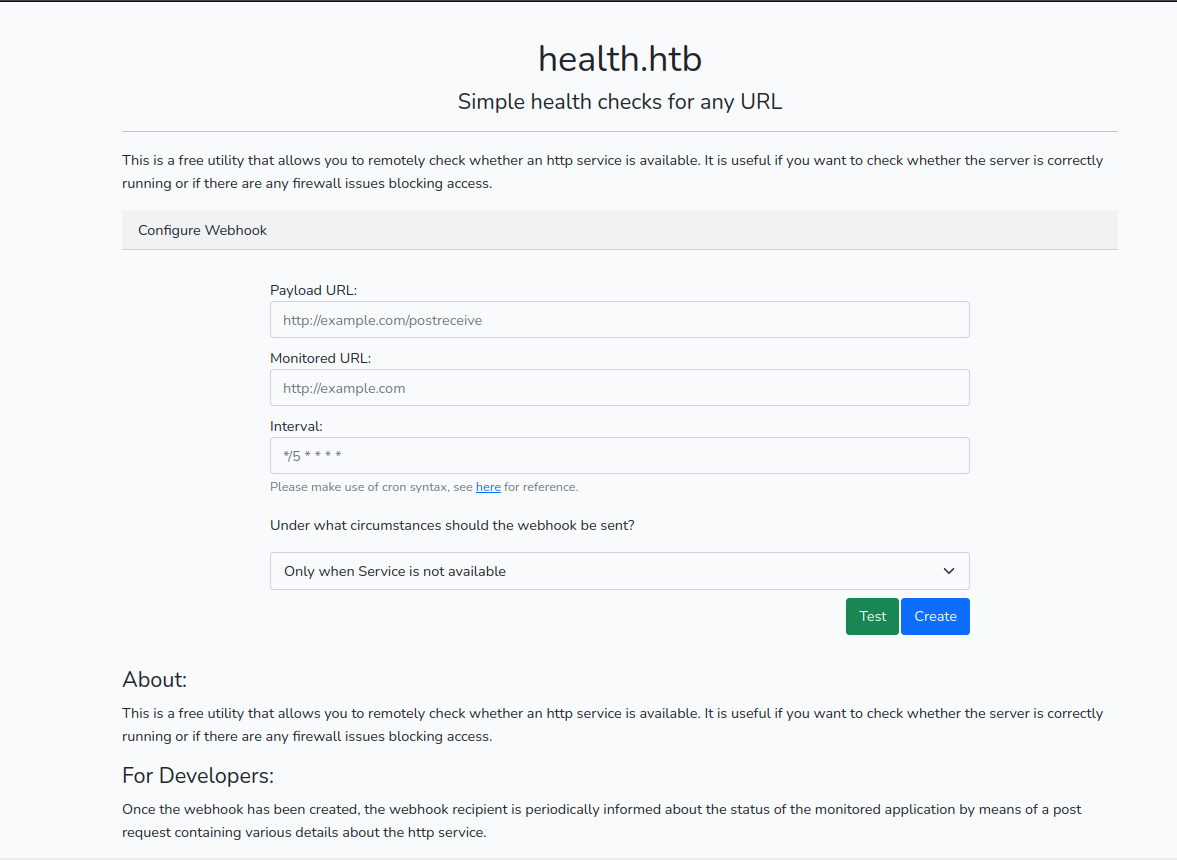 health.htb
Simple health checks for any URL
This is a free utility that allows you to remotely check whether an http service is available. It is useful if you want to check whether the server is correctly
running or if there are any firewall issues blocking access.
Configure Webhook
Payload URL:
http://example.com/postreceive
Monitored URL:
http://example.com
Interval:
*/5 * * * *
Please make use of cron syntax, see here for reference.
Under what circumstances should the webhook be sent?
Only when Service is not available
Test Create
About:
This is a free utility that allows you to remotely check whether an http service is available. It is useful if you want to check whether the server is correctly
running or if there are any firewall issues blocking access.
For Developers:
Once the webhook has been created, the webhook recipient is periodically informed about the status of the monitored application by means of a post
request containing various details about the http service.